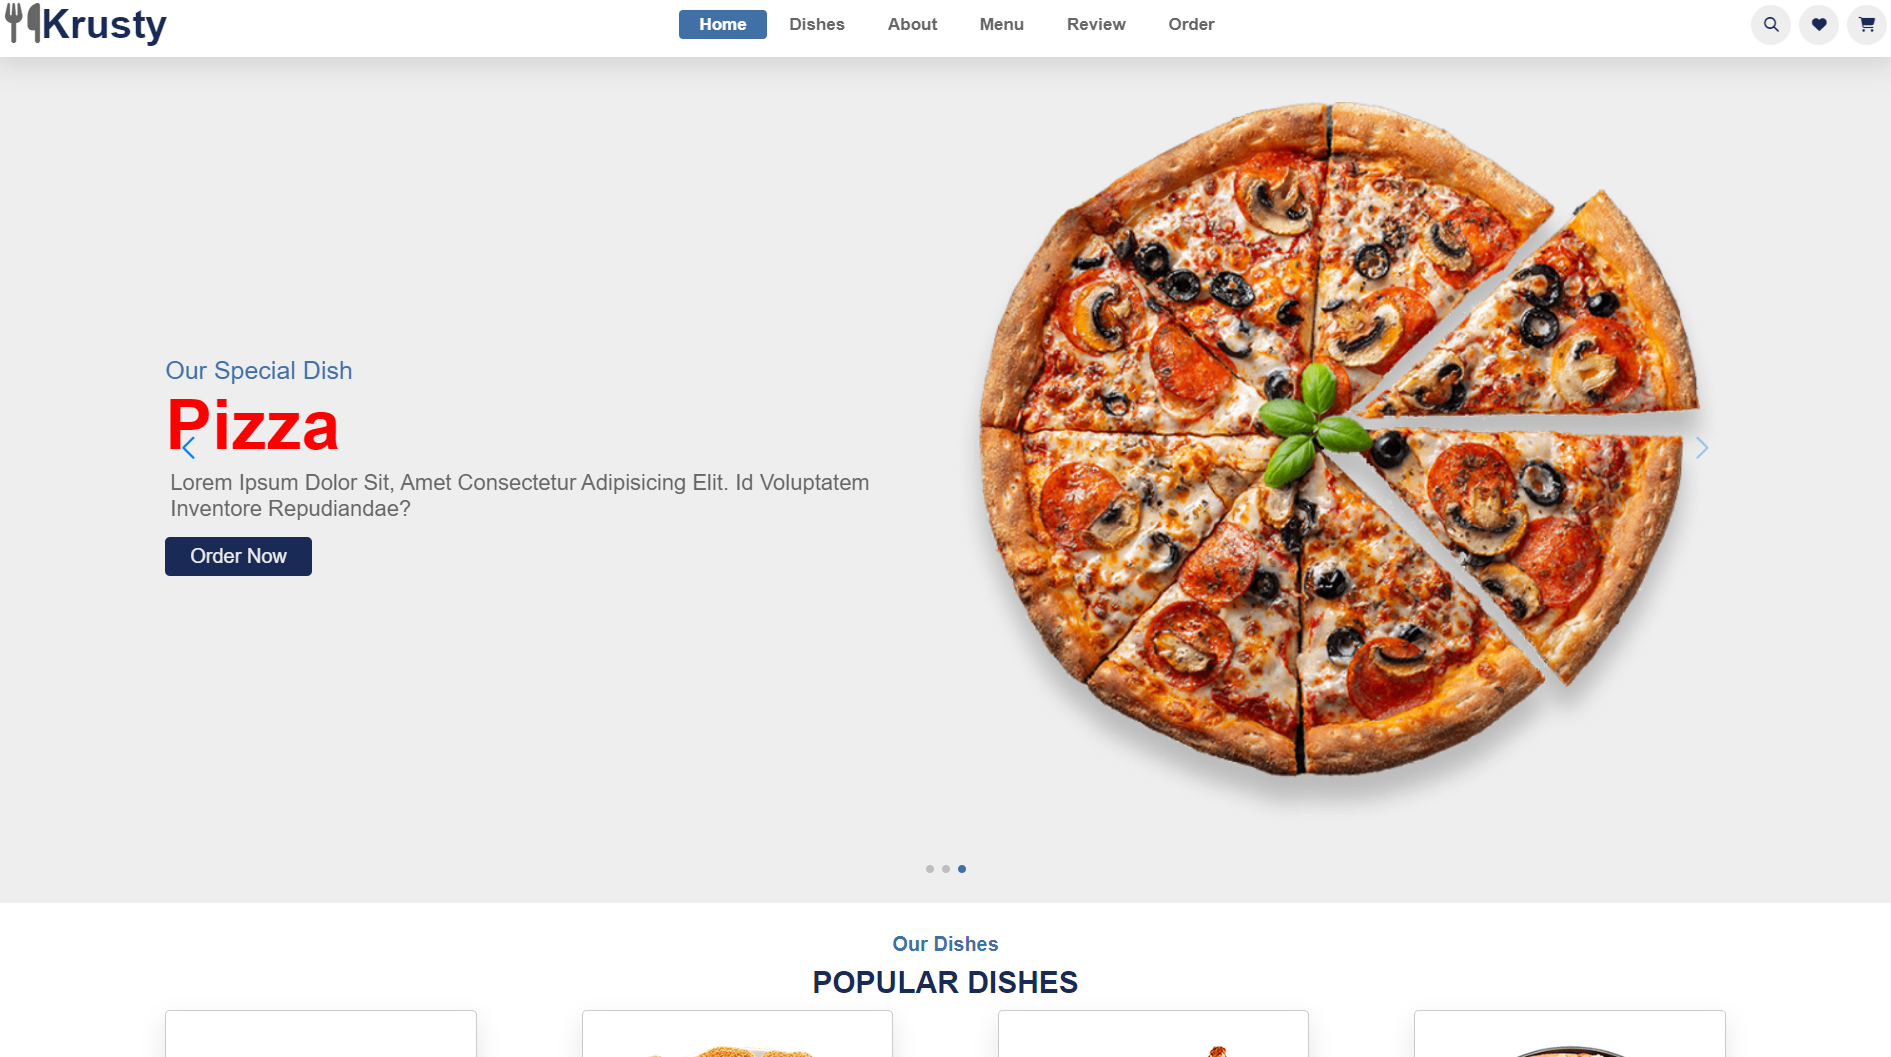 Krusty
Home
Dishes
About
Menu
Review
Order
Our Special Dish
Pizza
Lorem Ipsum Dolor Sit, Amet Consectetur Adipisicing Elit. Id Voluptatem
Inventore Repudiandae?
Order Now
Our Dishes
POPULAR DISHES